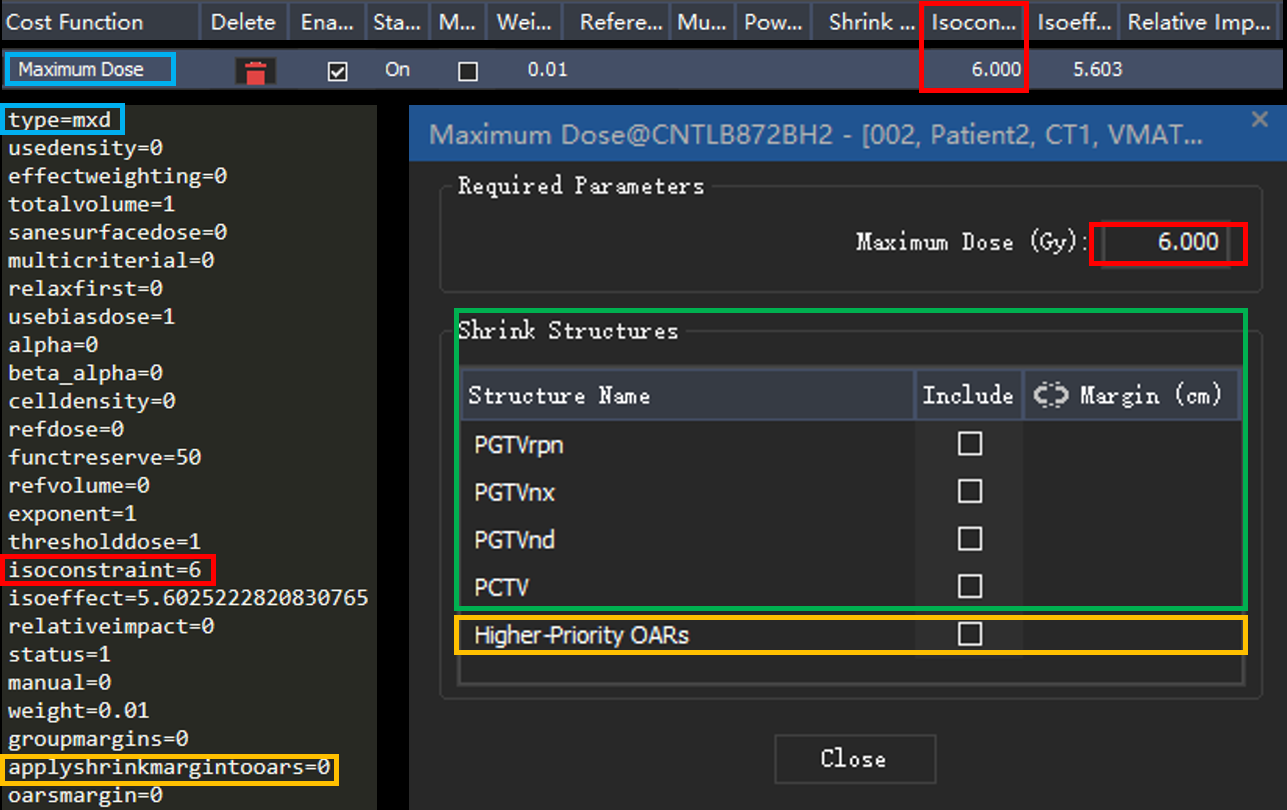 Cost Function Delete Ena... Sta... M... Wei... Refere... Mu... Pow... Shrink ... Isocon... Isoeff... Relative Imp...
Maximum Dose On 0.01 6.000 5.603
type=mxd
usedensity=0
effectweighting=0
totalvolume=1
sanesurfacedose=0
multicriterial=0
relaxfirst=0
usebiasdose=1
alpha=0
beta_alpha=0
celldensity=0
refdose=0
functreserve=50
refvolume=0
exponent=1
thresholddose=1
isoconstraint=6
isoeffect=5.6025222820830765
relativeimpact=0
status=1
manual=0
weight=0.01
groupmargins=0
applyshrinkmargintooars=0
oarsmargin=0
Maximum Dose@CNTLB872BH2 - [002, Patient2, CT1, VMAT...
Required Parameters
Maximum Dose (Gy): 6.000
Shrink Structures
Structure Name Include Margin (cm)
PGTVrpn
PGTVnx
PGTVnd
PCTV
Higher-Priority OARs
Close